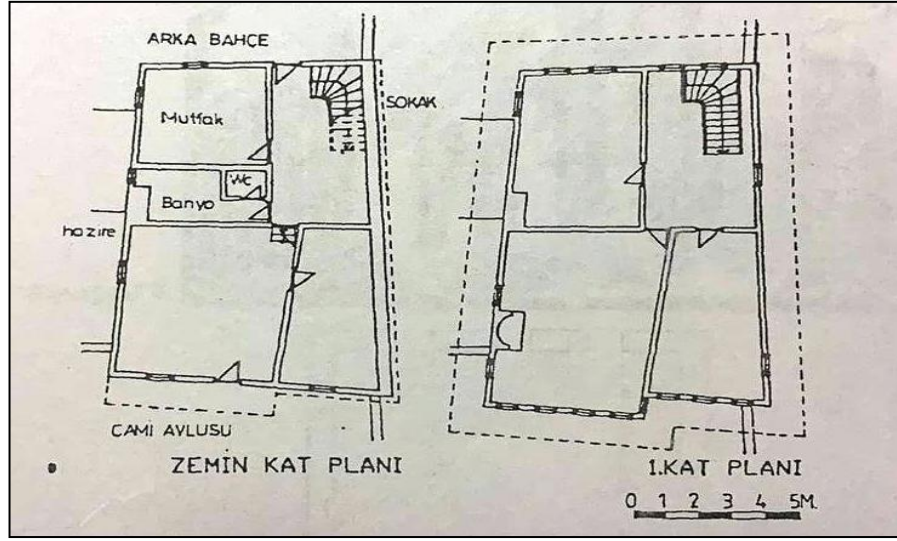 ARKA BAHÇE
SOKAK
Mutfak
WC
Banyo
hazire
CAMİ AVLUSU
ZEMİN KAT PLANI
1.KAT PLANI
0 1 2 3 4 5M.